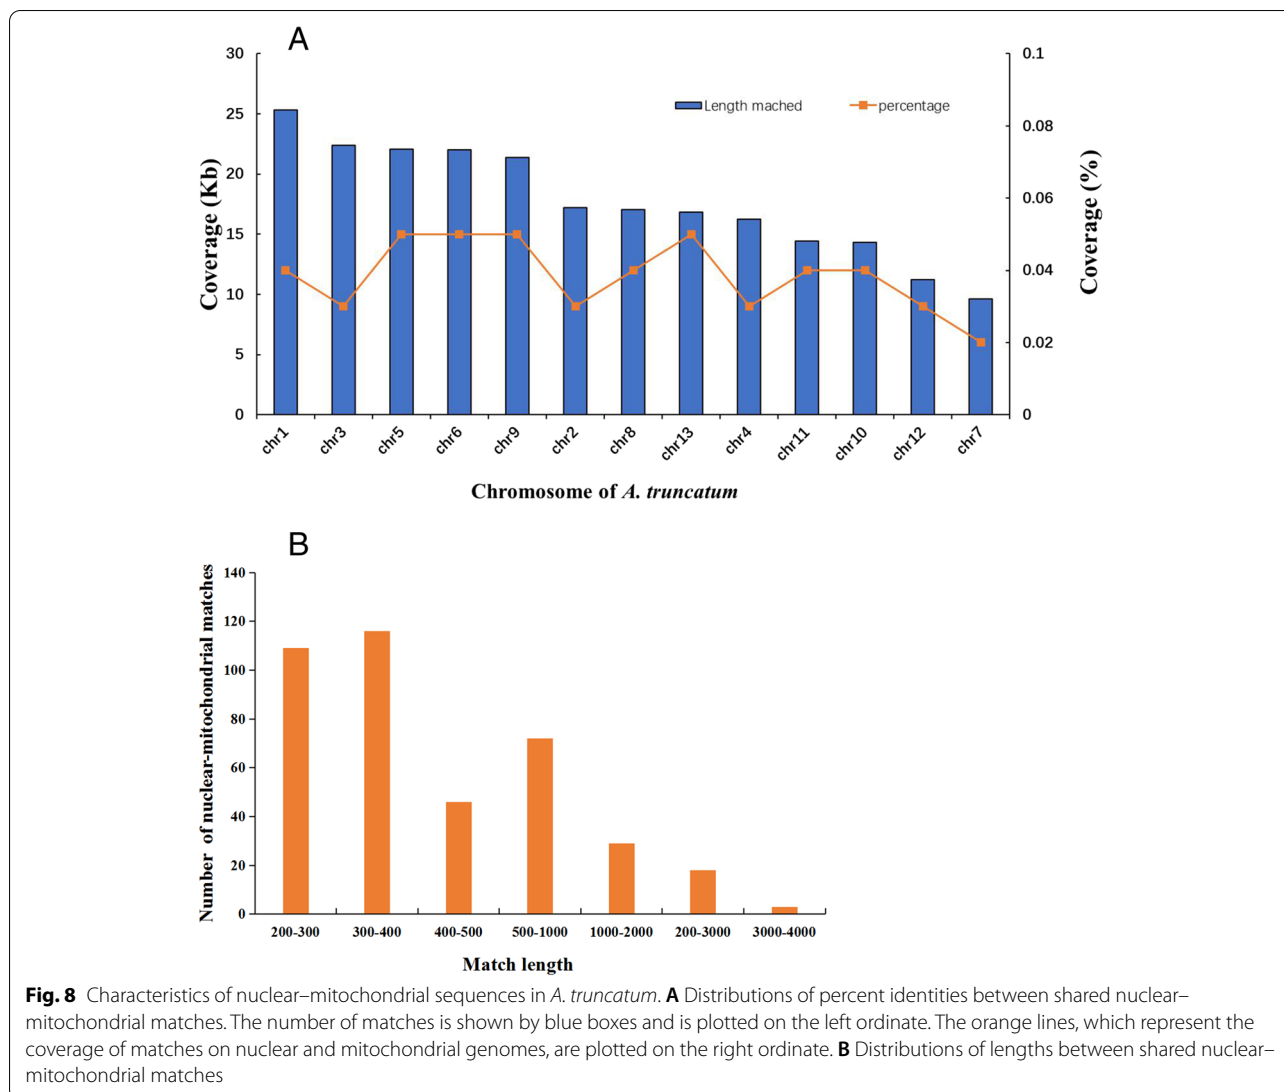 A
30
25
20
15
10
5
0
Coverage (Kb)
Length mached
percentage
0.1
0.08
0.06
0.04
0.02
0
Coverage (%)
chr1 chr3 chr5 chr6 chr9 chr2 chr8 chr13 chr4 chr11 chr10 chr12 chr7
Chromosome of A. truncatum
B
140
120
100
80
60
40
20
0
Number of nuclear-mitochondrial matches
200-300 300-400 400-500 500-1000 1000-2000 200-3000 3000-4000
Match length
Fig. 8 Characteristics of nuclear–mitochondrial sequences in A. truncatum. A Distributions of percent identities between shared nuclear–
mitochondrial matches. The number of matches is shown by blue boxes and is plotted on the left ordinate. The orange lines, which represent the
coverage of matches on nuclear and mitochondrial genomes, are plotted on the right ordinate. B Distributions of lengths between shared nuclear–
mitochondrial matches